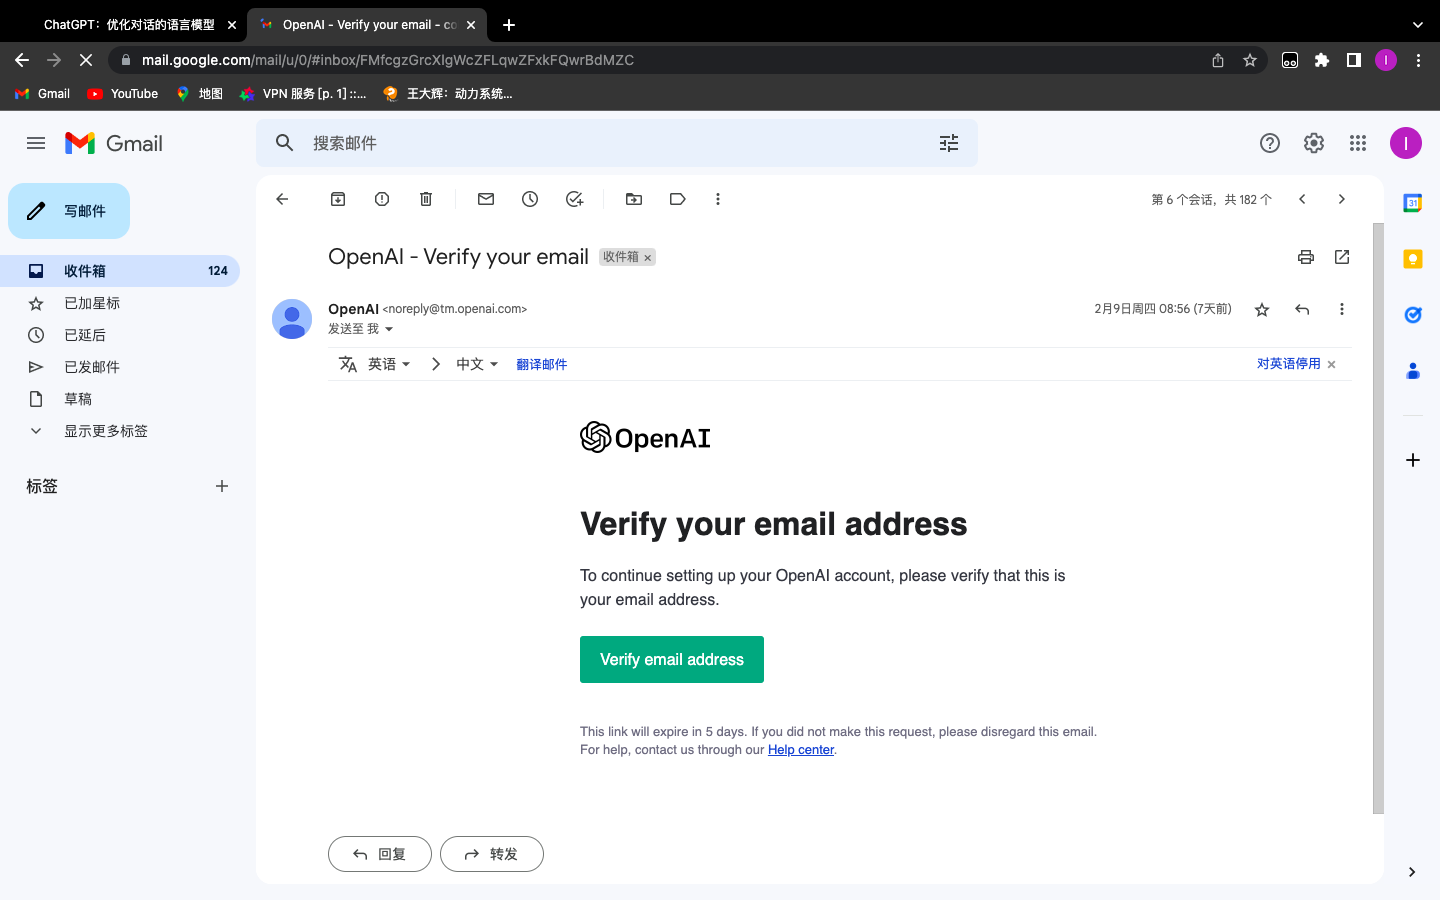 ChatGPT：优化对话的语言模型
OpenAI - Verify your email - co
mail.google.com/mail/u/0/#inbox/FMfcgzGrcXIgWcZFLqwZFxkFQwrBdMZC
I
Gmail
YouTube
地图
VPN 服务 [p. 1] ::...
王大辉：动力系统...
Gmail
搜索邮件
I
写邮件
第 6 个会话，共 182 个
31
OpenAI - Verify your email
收件箱 ×
收件箱 124
已加星标
已延后
已发邮件
草稿
显示更多标签
标签
OpenAI <noreply@tm.openai.com>
2月9日周四 08:56 (7天前)
发送至 我
英语
中文
翻译邮件
对英语停用 ×
OpenAI
Verify your email address
To continue setting up your OpenAI account, please verify that this is
your email address.
Verify email address
This link will expire in 5 days. If you did not make this request, please disregard this email.
For help, contact us through our Help center.
回复
转发